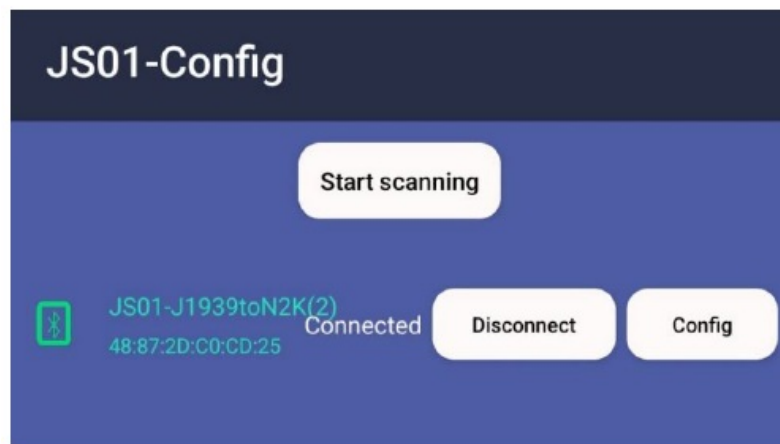 JS01-Config
Start scanning
JS01-J1939toN2K(2)
48:87:2D:C0:CD:25
Connected
Disconnect
Config